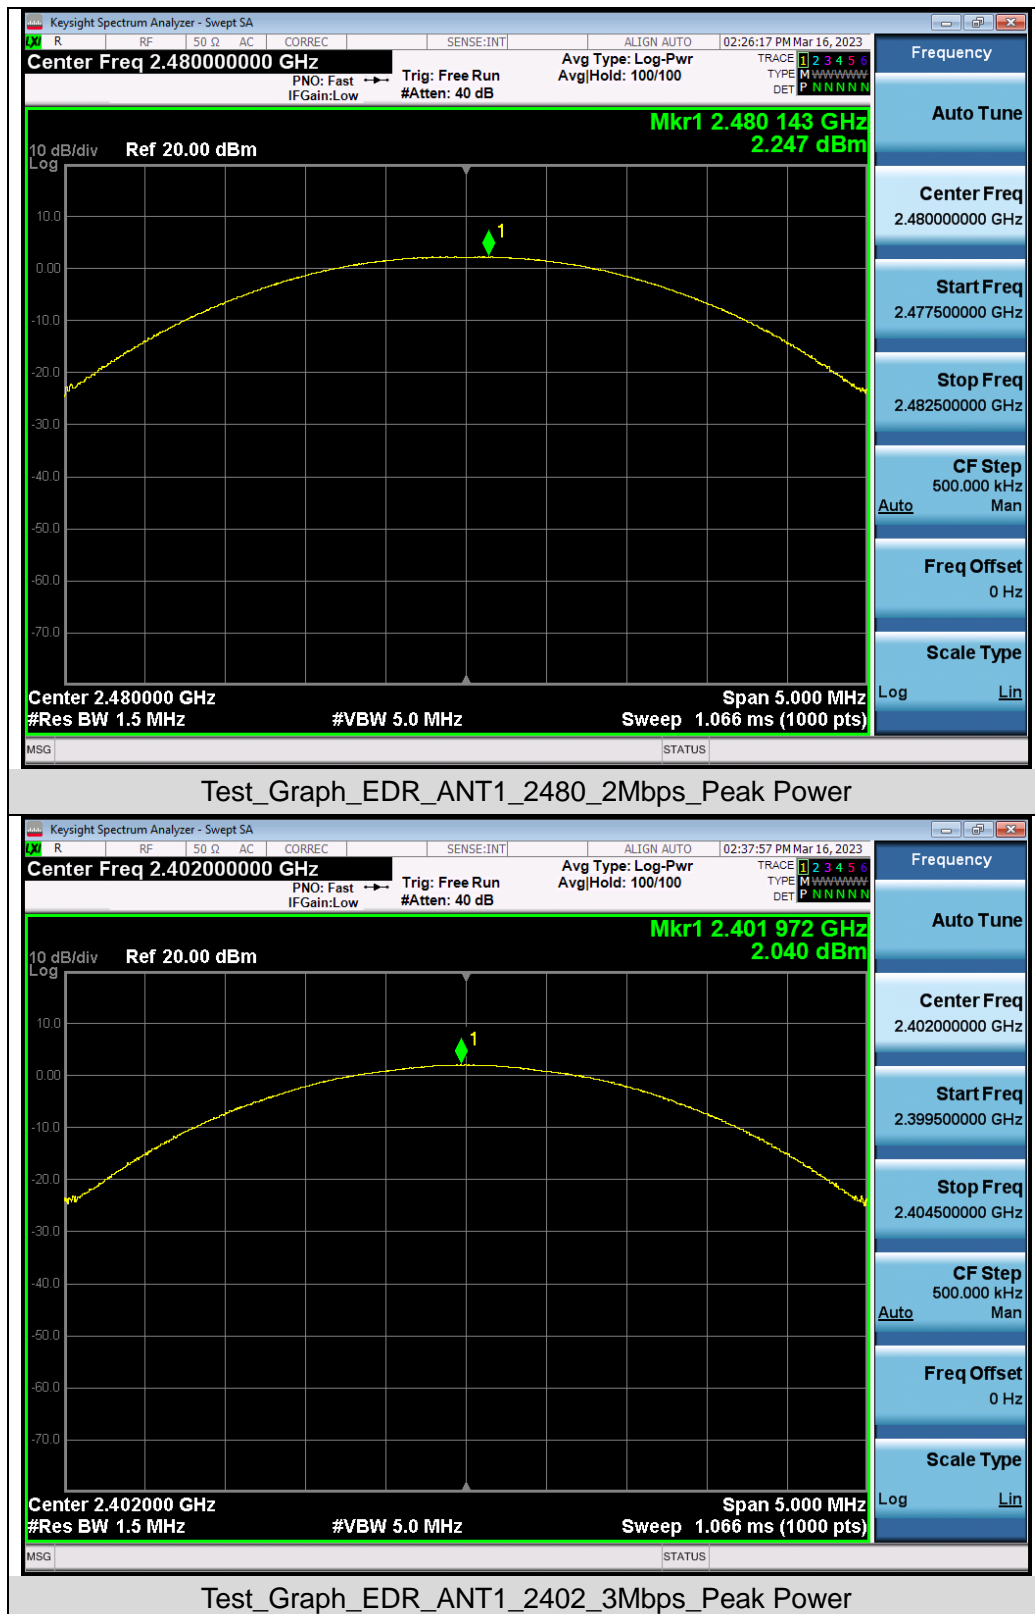 Keysight Spectrum Analyzer - Swept SA
LXI R RF 50 Ω AC CORREC SENSE:INT ALIGN AUTO 02:26:17 PM Mar 16, 2023
Center Freq 2.480000000 GHz
PNO: Fast
IFGain:Low
Trig: Free Run
#Atten: 40 dB
Avg Type: Log-Pwr
Avg|Hold: 100/100
TRACE 1 2 3 4 5 6
TYPE M WWWWW
DET P N N N N N
Mkr1 2.480 143 GHz
2.247 dBm
10 dB/div Ref 20.00 dBm
Log
10.0
0.00
-10.0
-20.0
-30.0
-40.0
-50.0
-60.0
-70.0
1
Center 2.480000 GHz Span 5.000 MHz
#Res BW 1.5 MHz #VBW 5.0 MHz Sweep 1.066 ms (1000 pts)
MSG STATUS
Frequency
Auto Tune
Center Freq
2.480000000 GHz
Start Freq
2.477500000 GHz
Stop Freq
2.482500000 GHz
CF Step
500.000 kHz
Auto Man
Freq Offset
0 Hz
Scale Type
Log Lin
Test_Graph_EDR_ANT1_2480_2Mbps_Peak Power
Keysight Spectrum Analyzer - Swept SA
LXI R RF 50 Ω AC CORREC SENSE:INT ALIGN AUTO 02:37:57 PM Mar 16, 2023
Center Freq 2.402000000 GHz
PNO: Fast
IFGain:Low
Trig: Free Run
#Atten: 40 dB
Avg Type: Log-Pwr
Avg|Hold: 100/100
TRACE 1 2 3 4 5 6
TYPE M WWWWW
DET P N N N N N
Mkr1 2.401 972 GHz
2.040 dBm
10 dB/div Ref 20.00 dBm
Log
10.0
0.00
-10.0
-20.0
-30.0
-40.0
-50.0
-60.0
-70.0
1
Center 2.402000 GHz Span 5.000 MHz
#Res BW 1.5 MHz #VBW 5.0 MHz Sweep 1.066 ms (1000 pts)
MSG STATUS
Frequency
Auto Tune
Center Freq
2.402000000 GHz
Start Freq
2.399500000 GHz
Stop Freq
2.404500000 GHz
CF Step
500.000 kHz
Auto Man
Freq Offset
0 Hz
Scale Type
Log Lin
Test_Graph_EDR_ANT1_2402_3Mbps_Peak Power